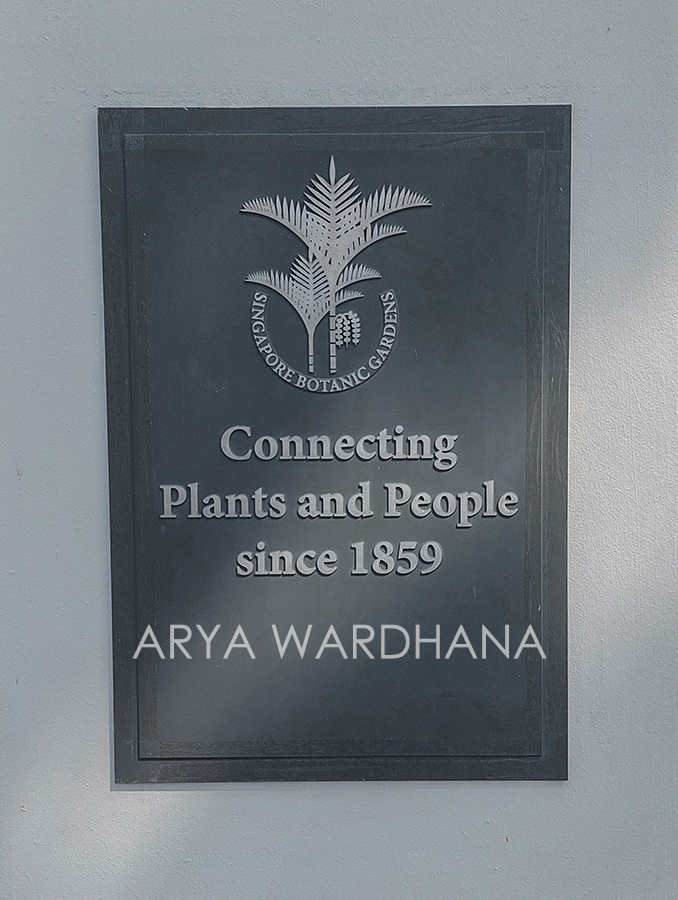 SINGAPORE BOTANIC GARDENS
Connecting
Plants and People
since 1859
ARYA WARDHANA